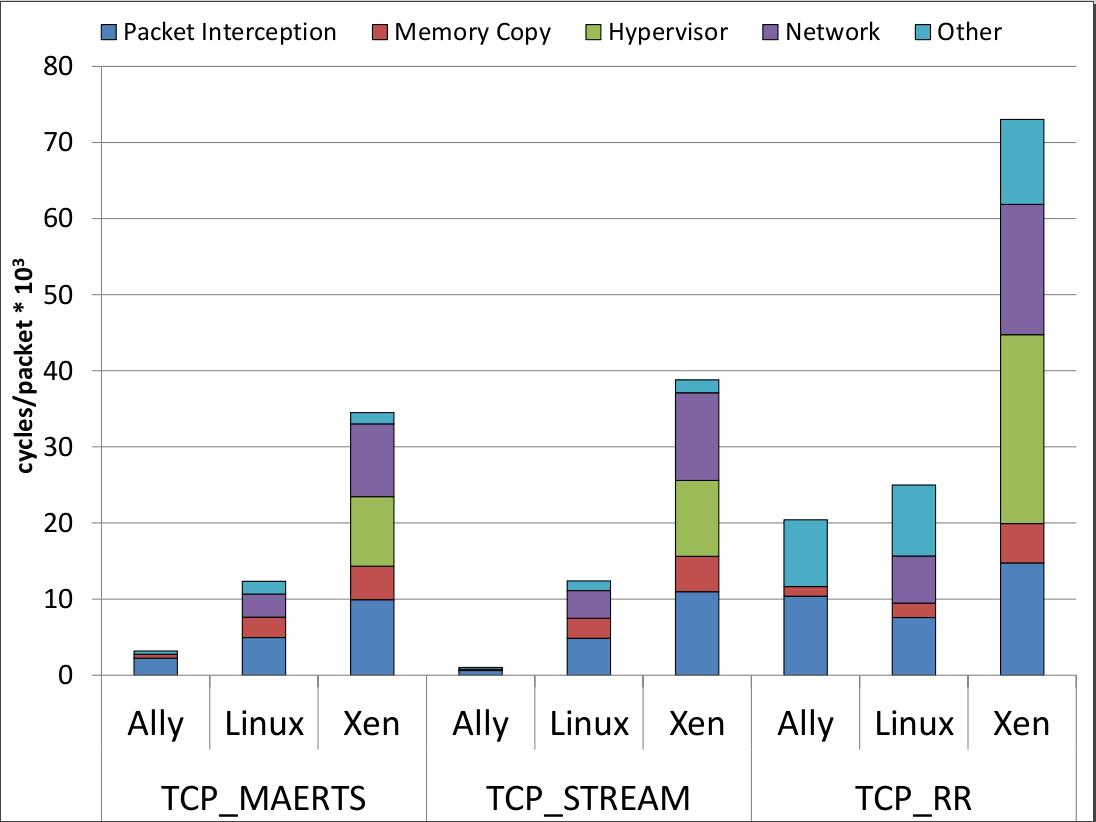 Packet Interception Memory Copy Hypervisor Network Other
80
70
60
50
40
30
20
10
0
cycles/packet * 10³
Ally Linux Xen Ally Linux Xen Ally Linux Xen
TCP_MAERTS TCP_STREAM TCP_RR